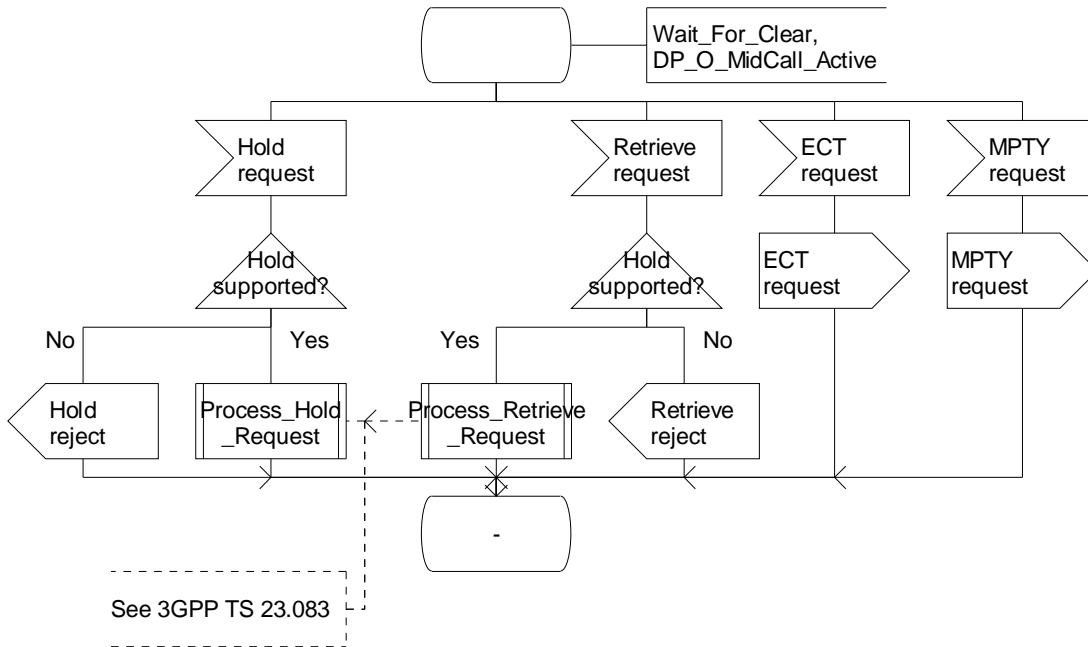 Wait_For_Clear,
DP_O_MidCall_Active
Hold
request
Retrieve
request
ECT
request
MPTY
request
Hold
supported?
Hold
supported?
ECT
request
MPTY
request
No
Yes
Yes
No
Hold
reject
Process_Hold
_Request
Process_Retrieve
_Request
Retrieve
reject
-
See 3GPP TS 23.083